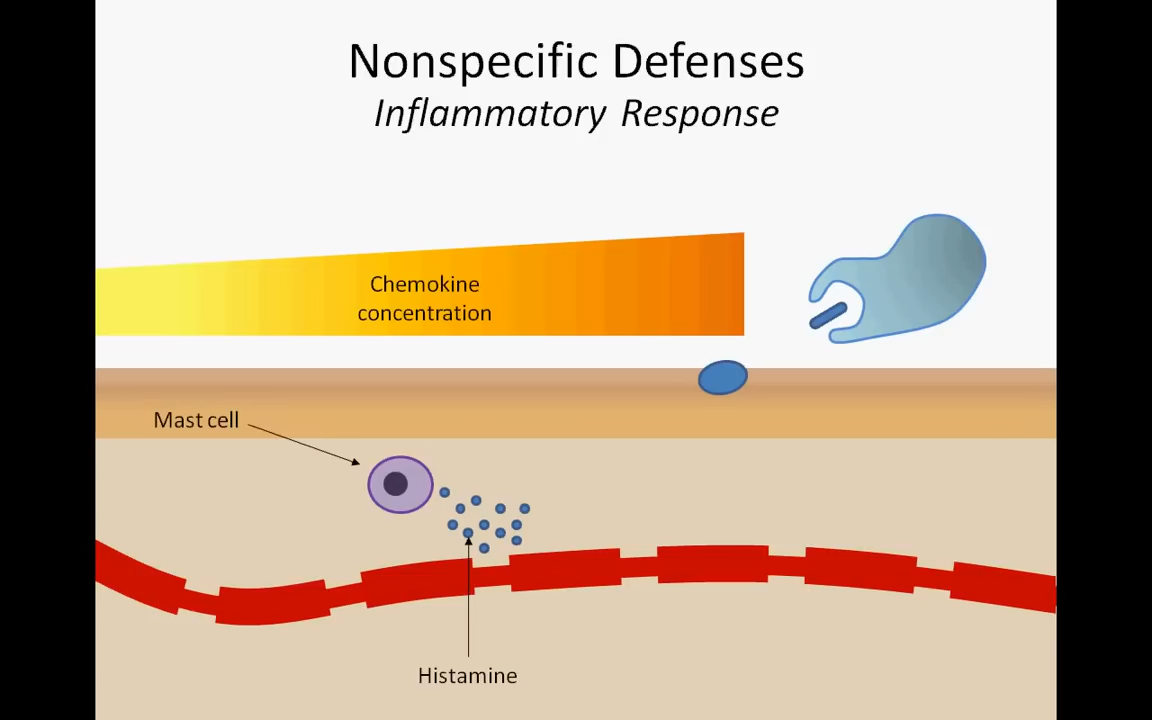 Nonspecific Defenses
Inflammatory Response
Chemokine
concentration
Mast cell
Histamine